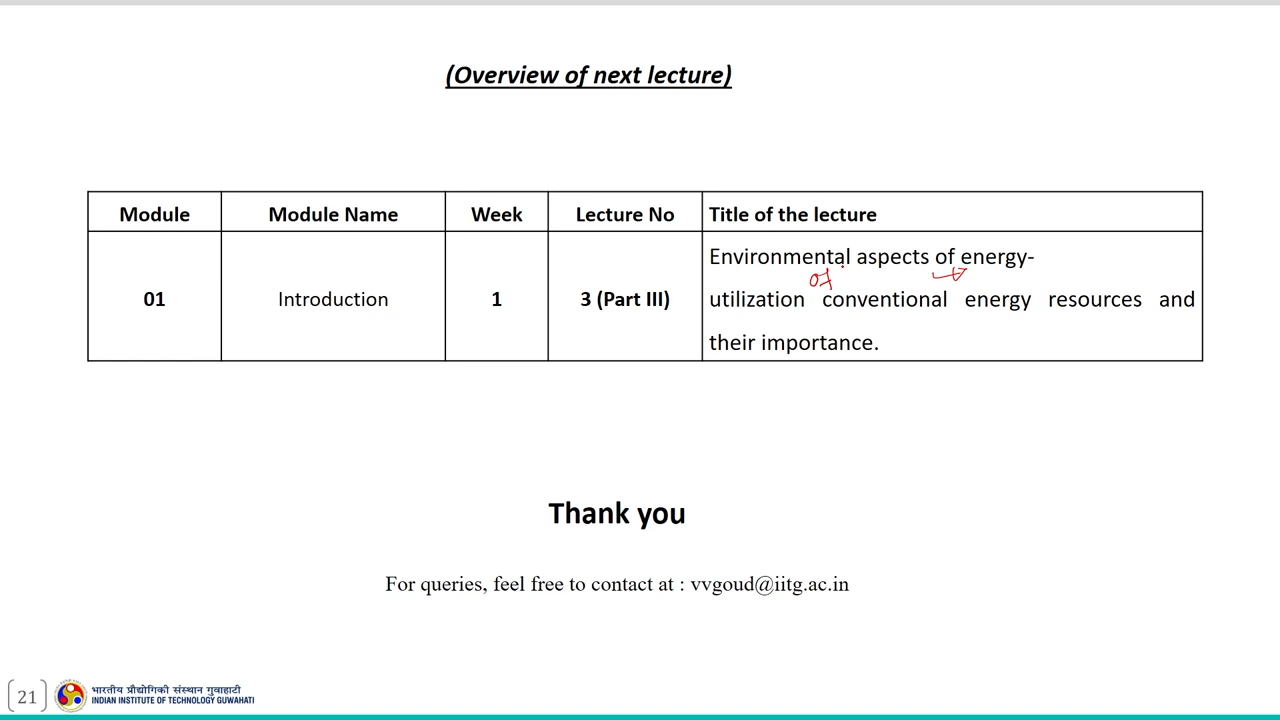 (Overview of next lecture)
Module Module Name Week Lecture No Title of the lecture
Environmental aspects of energy-
of
01 Introduction 1 3 (Part III) utilization conventional energy resources and
their importance.
Thank you
For queries, feel free to contact at : vvgoud@iitg.ac.in
21
भारतीय प्रौद्योगिकी संस्थान गुवाहाटी
INDIAN INSTITUTE OF TECHNOLOGY GUWAHATI